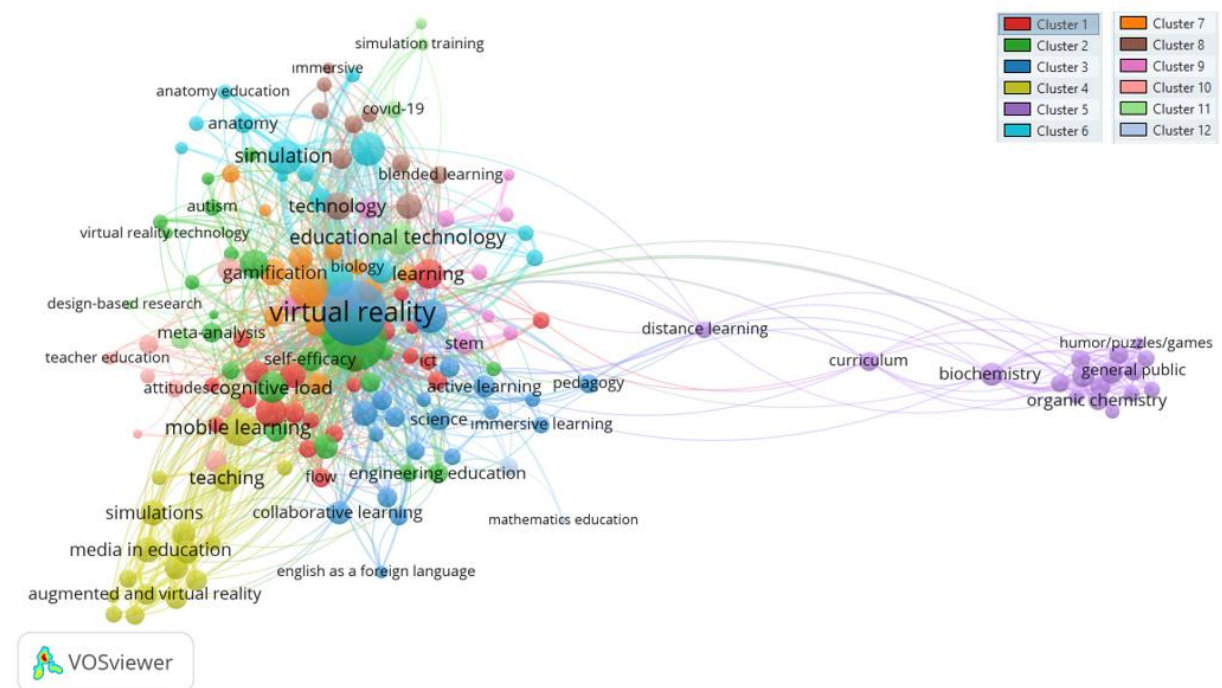 simulation training
immersive
anatomy education
covid-19
anatomy
simulation
blended learning
autism
technology
virtual reality technology
educational technology
gamification
biology
learning
design-based research
virtual reality
meta-analysis
stem
teacher education
self-efficacy
ict
attitudes
cognitive load
active learning
pedagogy
mobile learning
science
immersive learning
teaching
flow
engineering education
simulations
collaborative learning
mathematics education
media in education
english as a foreign language
augmented and virtual reality
distance learning
curriculum
biochemistry
humor/puzzles/games
general public
organic chemistry
Cluster 1
Cluster 2
Cluster 3
Cluster 4
Cluster 5
Cluster 6
Cluster 7
Cluster 8
Cluster 9
Cluster 10
Cluster 11
Cluster 12
VOSviewer